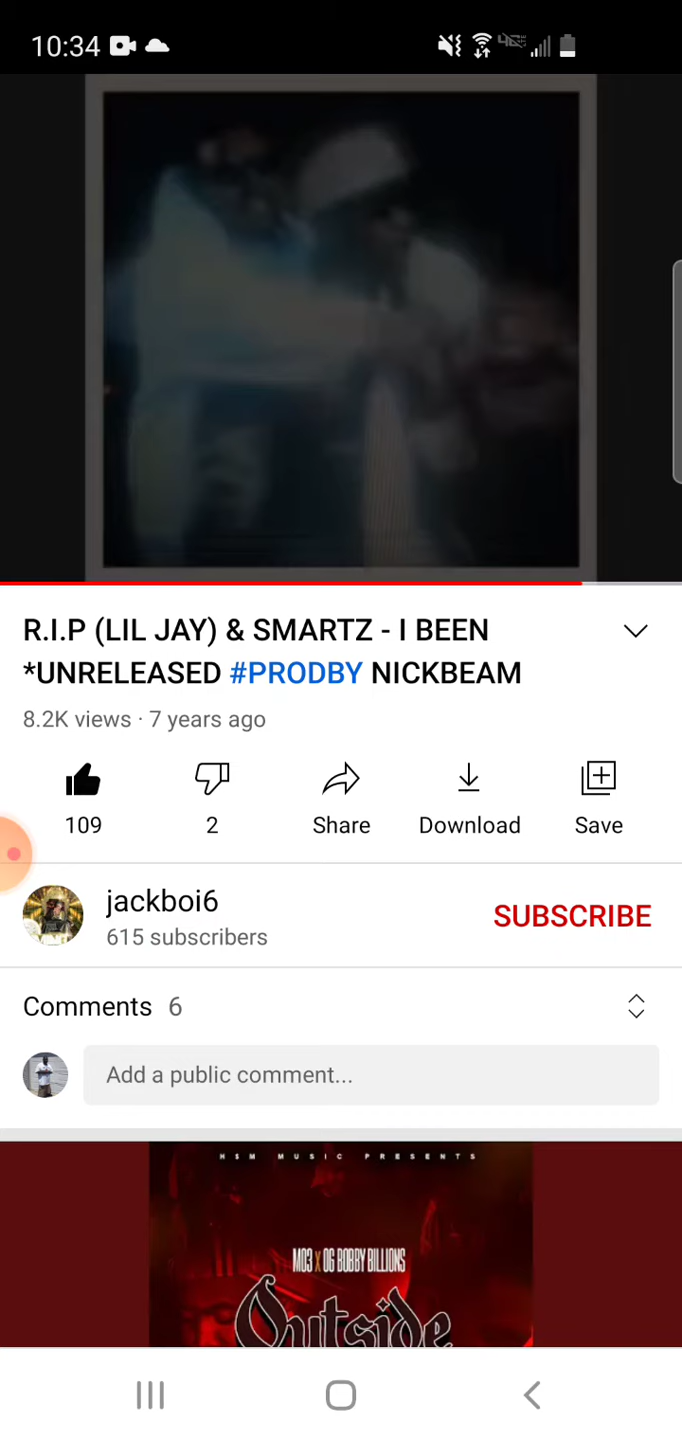 10:34
R.I.P (LIL JAY) & SMARTZ - I BEEN
*UNRELEASED #PRODBY NICKBEAM
8.2K views · 7 years ago
109
2
Share
Download
Save
jackboi6
615 subscribers
SUBSCRIBE
Comments 6
Add a public comment...
HSM MUSIC PRESENTS
MO3 X OG BOBBY BILLIONS
Outside